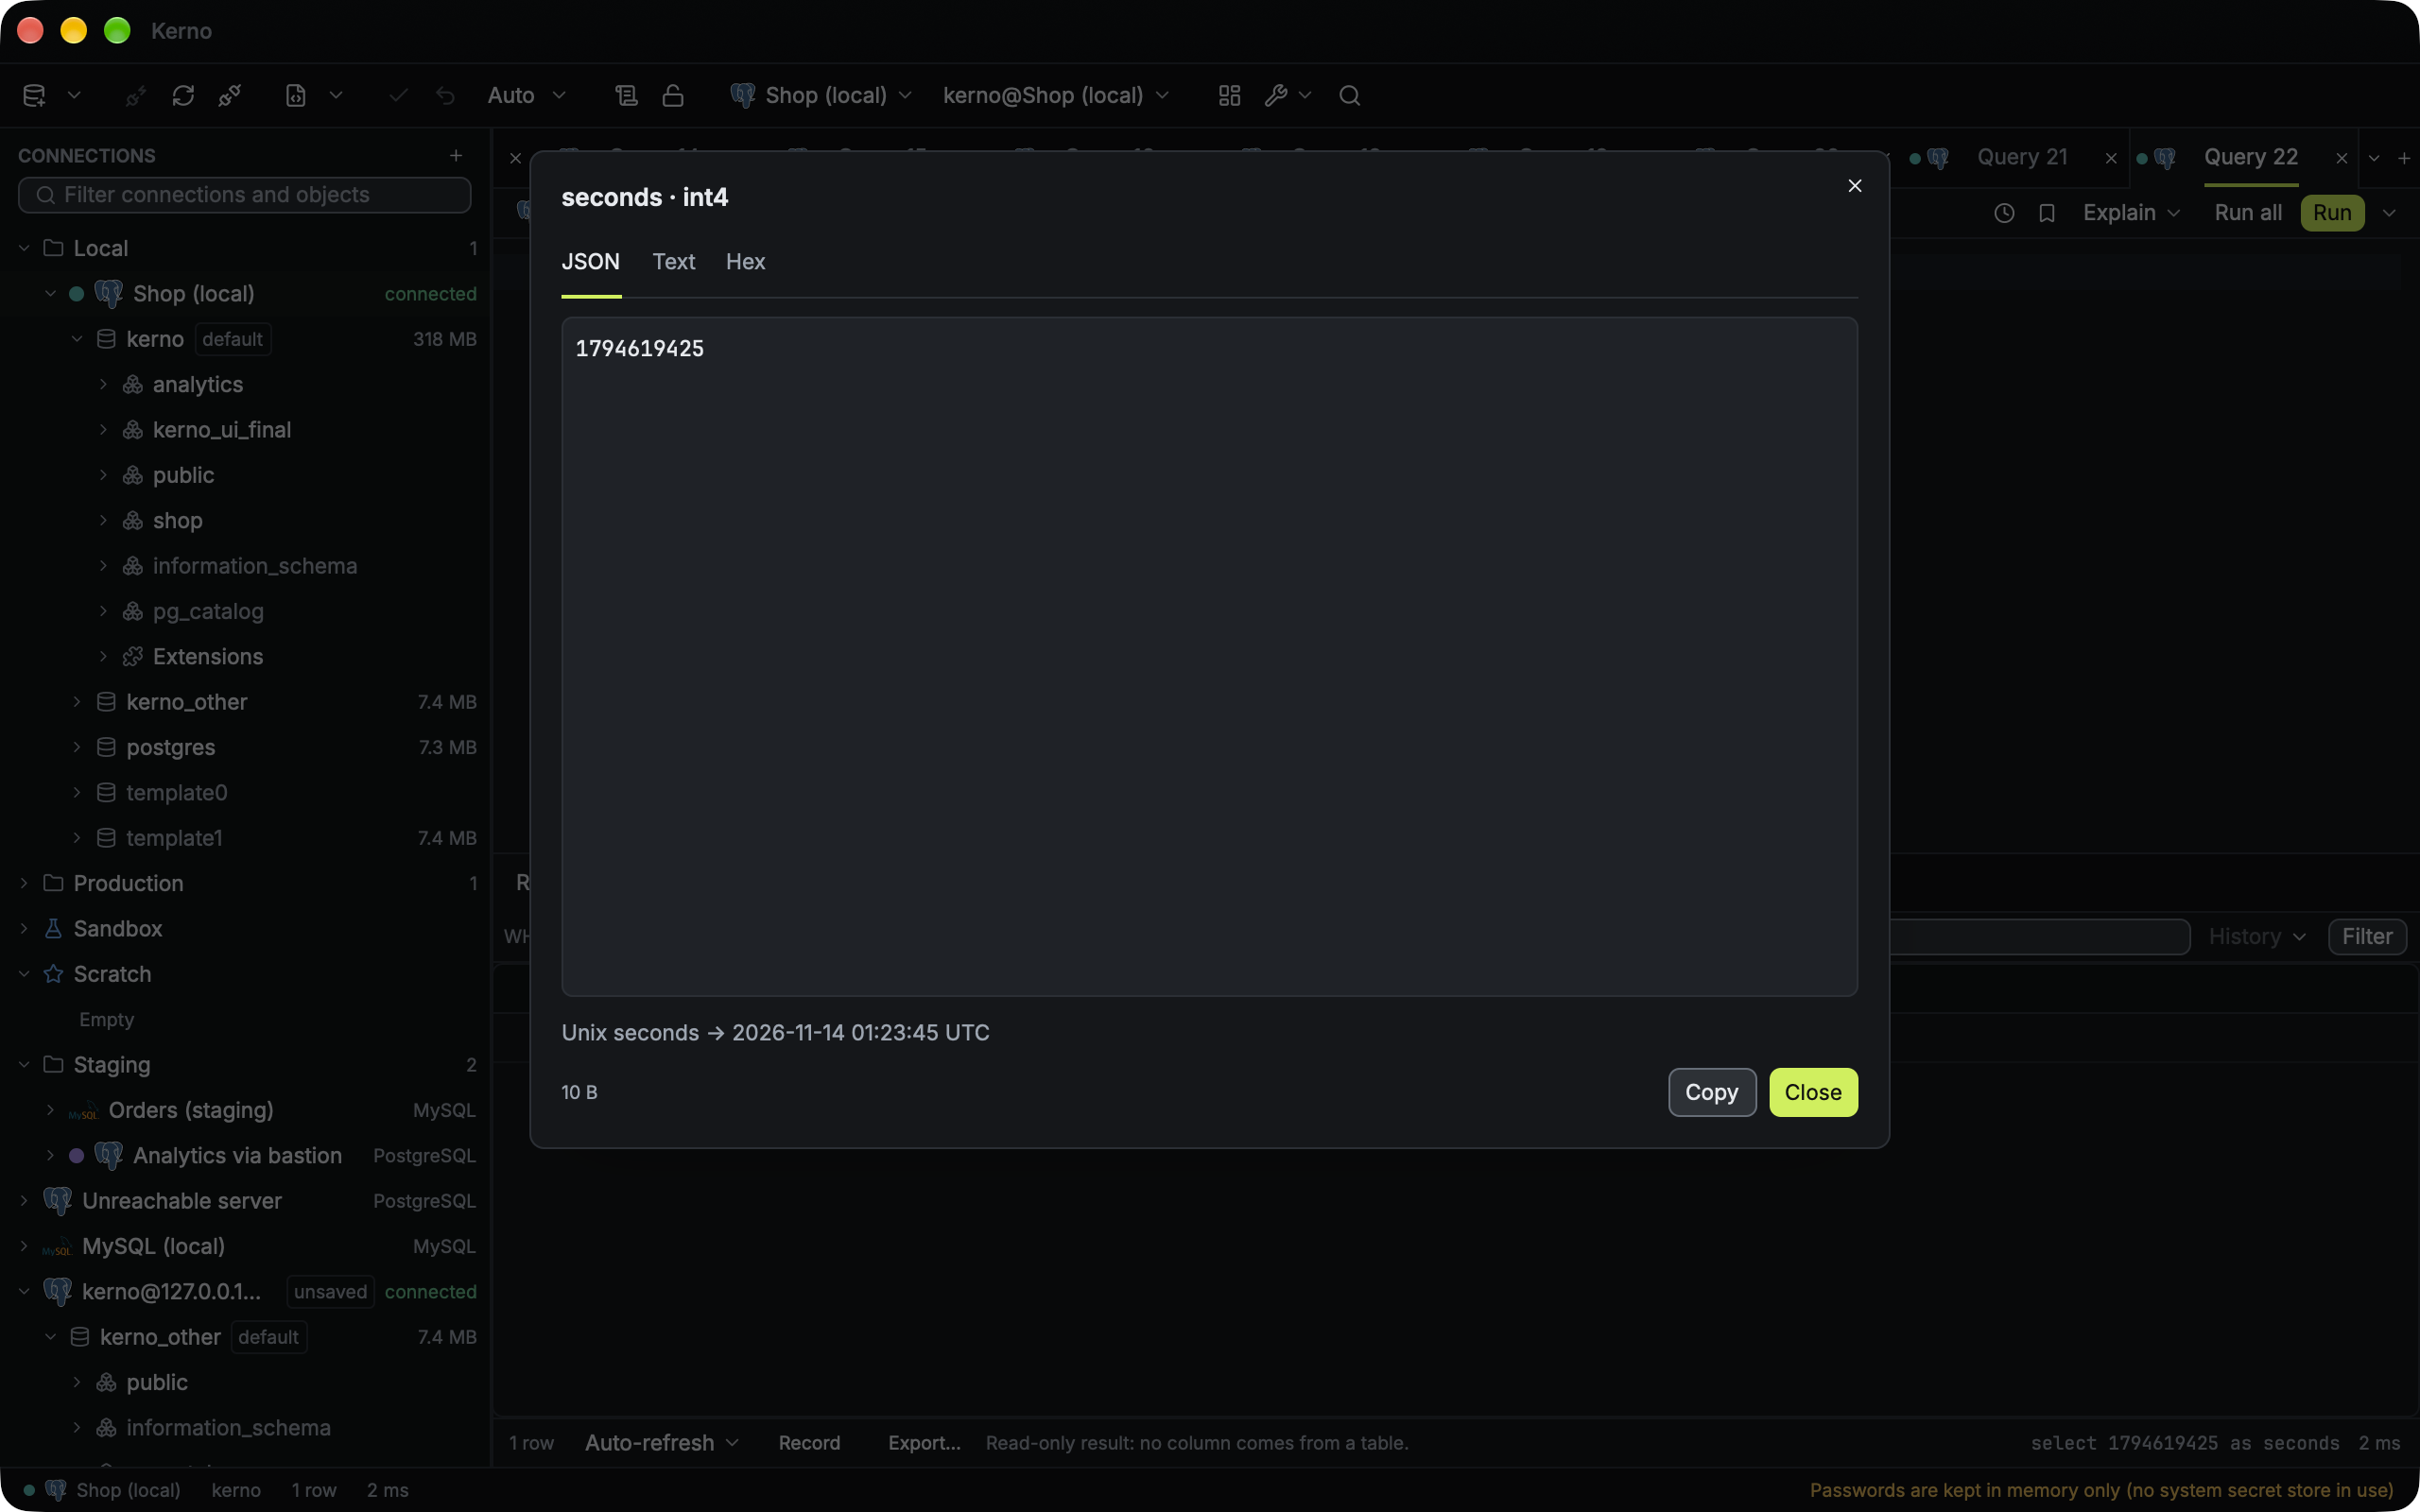 Kerno
Auto
Shop (local)
kerno@Shop (local)
CONNECTIONS
Filter connections and objects
Local 1
Shop (local) connected
kerno default 318 MB
analytics
kerno_ui_final
public
shop
information_schema
pg_catalog
Extensions
kerno_other 7.4 MB
postgres 7.3 MB
template0
template1 7.4 MB
Production 1
Sandbox
Scratch
Empty
Staging 2
Orders (staging) MySQL
Analytics via bastion PostgreSQL
Unreachable server PostgreSQL
MySQL (local) MySQL
kerno@127.0.0.1... unsaved connected
kerno_other default 7.4 MB
public
information_schema
Query 21
Query 22
Explain
Run all
Run
seconds · int4
JSON Text Hex
1794619425
Unix seconds → 2026-11-14 01:23:45 UTC
10 B
Copy
Close
History
Filter
1 row Auto-refresh Record Export... Read-only result: no column comes from a table.
select 1794619425 as seconds 2 ms
Shop (local) kerno 1 row 2 ms
Passwords are kept in memory only (no system secret store in use)